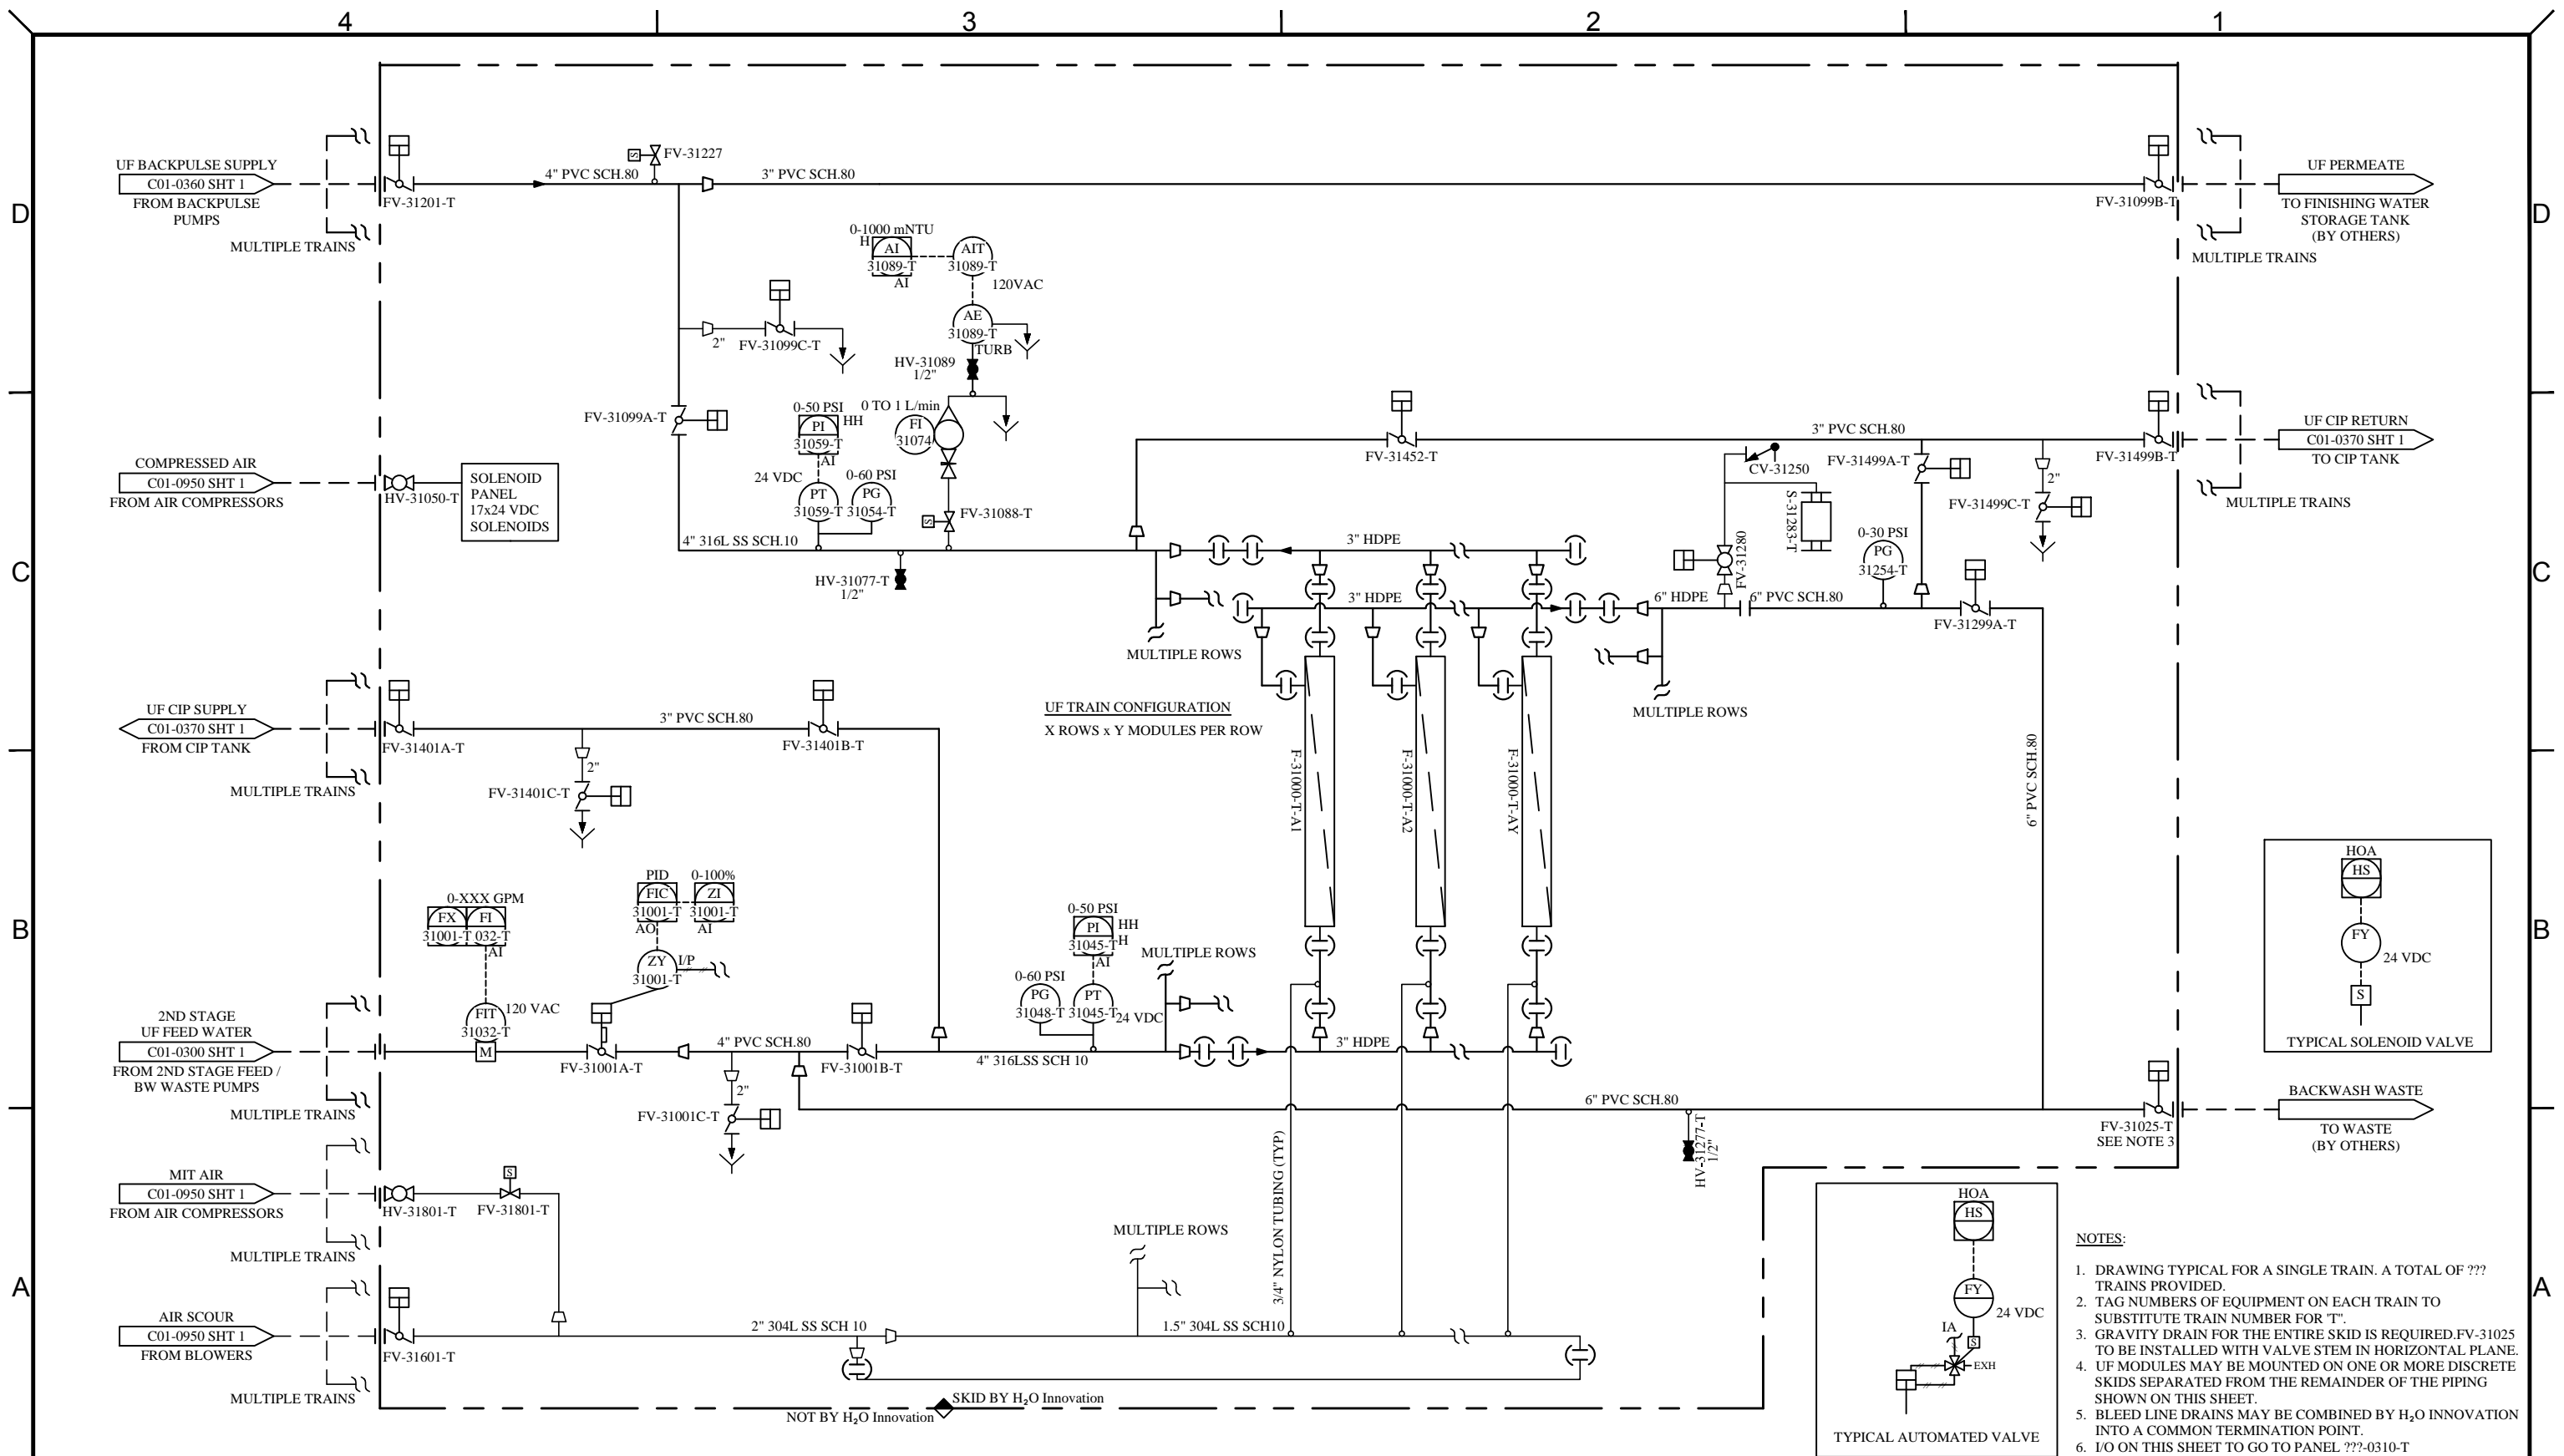 4
3
2
1
D
C
B
A
D
C
B
A
UF BACKPULSE SUPPLY
C01-0360 SHT 1
FROM BACKPULSE
PUMPS
MULTIPLE TRAINS
FV-31201-T
4" PVC SCH.80
S
FV-31227
3" PVC SCH.80
FV-31099B-T
UF PERMEATE
TO FINISHING WATER
STORAGE TANK
(BY OTHERS)
MULTIPLE TRAINS
0-1000 mNTU
H
AI
31089-T
AI
AIT
31089-T
120VAC
AE
31089-T
TURB
HV-31089
1/2"
2"
FV-31099C-T
FV-31099A-T
0-50 PSI
PI
HH
31059-T
AI
24 VDC
PT
31059-T
0-60 PSI
PG
31054-T
0 TO 1 L/min
FI
31074
S
FV-31088-T
4" 316L SS SCH.10
HV-31077-T
1/2"
COMPRESSED AIR
C01-0950 SHT 1
FROM AIR COMPRESSORS
HV-31050-T
SOLENOID
PANEL
17x24 VDC
SOLENOIDS
FV-31452-T
3" PVC SCH.80
CV-31250
FV-31499A-T
FV-31499B-T
2"
FV-31499C-T
UF CIP RETURN
C01-0370 SHT 1
TO CIP TANK
MULTIPLE TRAINS
S-31283-T
FV-31280
0-30 PSI
PG
31254-T
3" HDPE
3" HDPE
6" HDPE
6" PVC SCH.80
FV-31299A-T
MULTIPLE ROWS
MULTIPLE ROWS
6" PVC SCH.80
UF CIP SUPPLY
C01-0370 SHT 1
FROM CIP TANK
MULTIPLE TRAINS
FV-31401A-T
3" PVC SCH.80
FV-31401B-T
2"
FV-31401C-T
UF TRAIN CONFIGURATION
X ROWS x Y MODULES PER ROW
F-31000-T-A1
F-31000-T-A2
F-31000-T-AY
0-XXX GPM
FX
FI
31001-T
032-T
AI
FIT
31032-T
120 VAC
M
PID
FIC
31001-T
AO
0-100%
ZI
31001-T
AI
ZY
31001-T
I/P
FV-31001A-T
4" PVC SCH.80
FV-31001B-T
2"
FV-31001C-T
0-50 PSI
PI
HH
31045-T
H
AI
0-60 PSI
PG
31048-T
PT
31045-T
24 VDC
MULTIPLE ROWS
4" 316LSS SCH 10
3" HDPE
2ND STAGE
UF FEED WATER
C01-0300 SHT 1
FROM 2ND STAGE FEED /
BW WASTE PUMPS
MULTIPLE TRAINS
6" PVC SCH.80
HV-31277-T
1/2"
FV-31025-T
SEE NOTE 3
BACKWASH WASTE
TO WASTE
(BY OTHERS)
HOA
HS
FY
24 VDC
S
TYPICAL SOLENOID VALVE
MIT AIR
C01-0950 SHT 1
FROM AIR COMPRESSORS
MULTIPLE TRAINS
HV-31801-T
S
FV-31801-T
AIR SCOUR
C01-0950 SHT 1
FROM BLOWERS
MULTIPLE TRAINS
FV-31601-T
2" 304L SS SCH 10
MULTIPLE ROWS
1.5" 304L SS SCH10
3/4" NYLON TUBING (TYP)
SKID BY H₂O Innovation
NOT BY H₂O Innovation
HOA
HS
FY
24 VDC
IA
S
EXH
TYPICAL AUTOMATED VALVE
NOTES:
1. DRAWING TYPICAL FOR A SINGLE TRAIN. A TOTAL OF ???
TRAINS PROVIDED.
2. TAG NUMBERS OF EQUIPMENT ON EACH TRAIN TO
SUBSTITUTE TRAIN NUMBER FOR 'T'.
3. GRAVITY DRAIN FOR THE ENTIRE SKID IS REQUIRED.FV-31025
TO BE INSTALLED WITH VALVE STEM IN HORIZONTAL PLANE.
4. UF MODULES MAY BE MOUNTED ON ONE OR MORE DISCRETE
SKIDS SEPARATED FROM THE REMAINDER OF THE PIPING
SHOWN ON THIS SHEET.
5. BLEED LINE DRAINS MAY BE COMBINED BY H₂O INNOVATION
INTO A COMMON TERMINATION POINT.
6. I/O ON THIS SHEET TO GO TO PANEL ???-0310-T